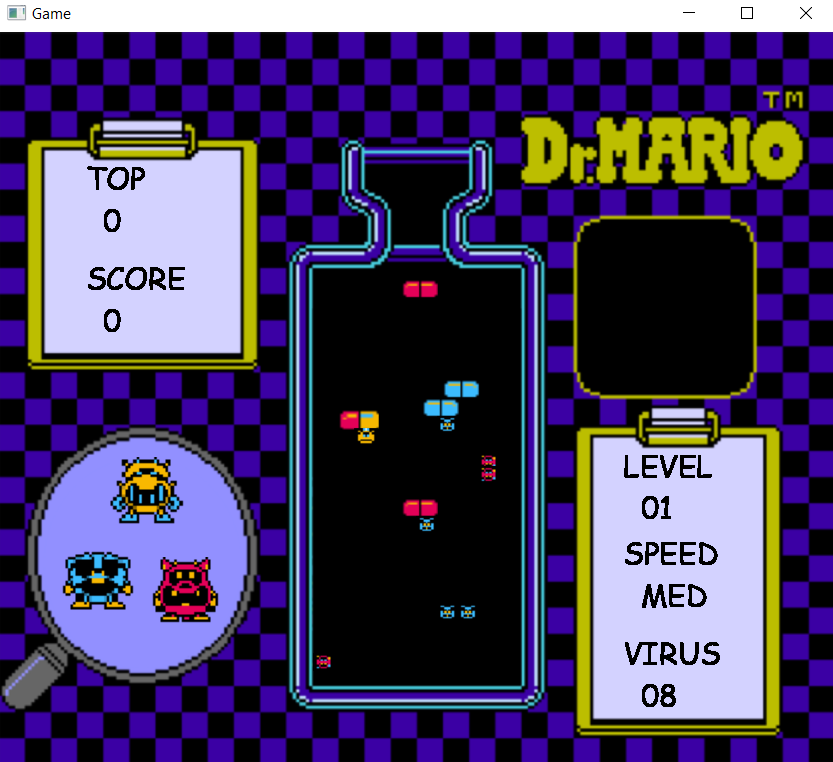 Game
TM
Dr. MARIO
TOP
0
SCORE
0
LEVEL
01
SPEED
MED
VIRUS
08